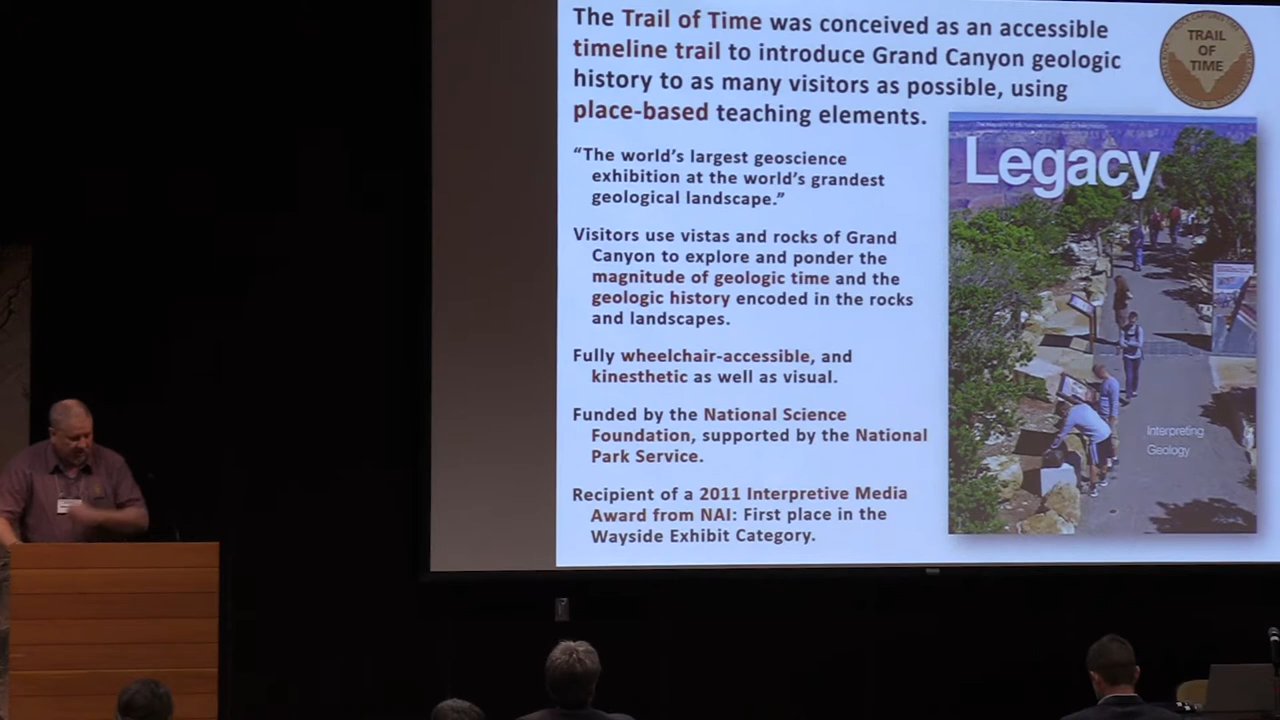 The Trail of Time was conceived as an accessible
timeline trail to introduce Grand Canyon geologic
history to as many visitors as possible, using
place-based teaching elements.
TRAIL
OF
TIME
“The world’s largest geoscience
exhibition at the world’s grandest
geological landscape.”
Visitors use vistas and rocks of Grand
Canyon to explore and ponder the
magnitude of geologic time and the
geologic history encoded in the rocks
and landscapes.
Fully wheelchair-accessible, and
kinesthetic as well as visual.
Funded by the National Science
Foundation, supported by the National
Park Service.
Recipient of a 2011 Interpretive Media
Award from NAI: First place in the
Wayside Exhibit Category.
Legacy
Interpreting
Geology